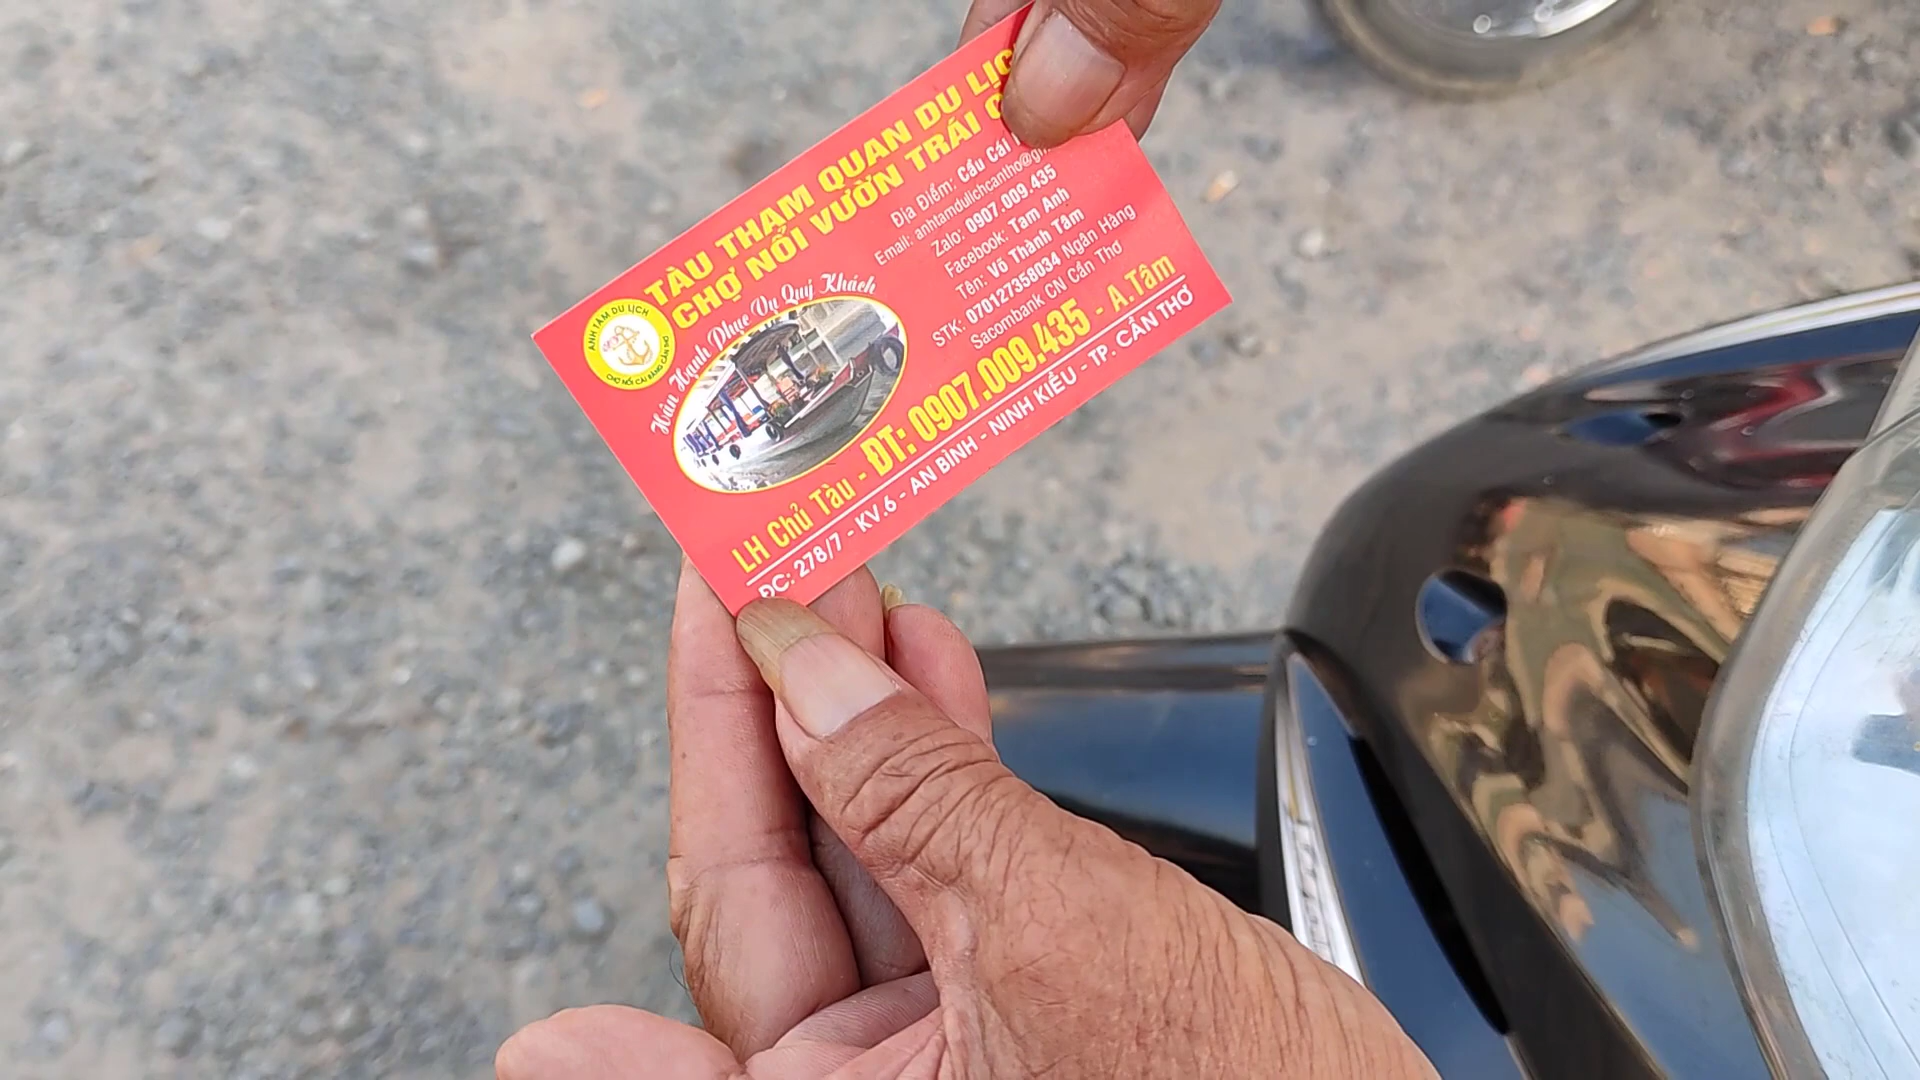 TÀU THAM QUAN DU LỊC
CHỢ NỔI VƯỜN TRÁI C
ANH TÂM DU LỊCH
CHỢ NỔI CÁI RĂNG CẦN THƠ
Hân Hạnh Phục Vụ Quý Khách
Địa Điểm: Cầu Cái
Email: anhtamdulichcantho@gm
Zalo: 0907.009.435
Facebook: Tam Anh
Tên: Võ Thành Tâm
STK: 070127358034 Ngân Hàng
Sacombank CN Cần Thơ
LH Chủ Tàu - ĐT: 0907.009.435 - A.Tâm
ĐC: 278/7 - KV.6 - AN BÌNH - NINH KIỀU - TP. CẦN THƠ